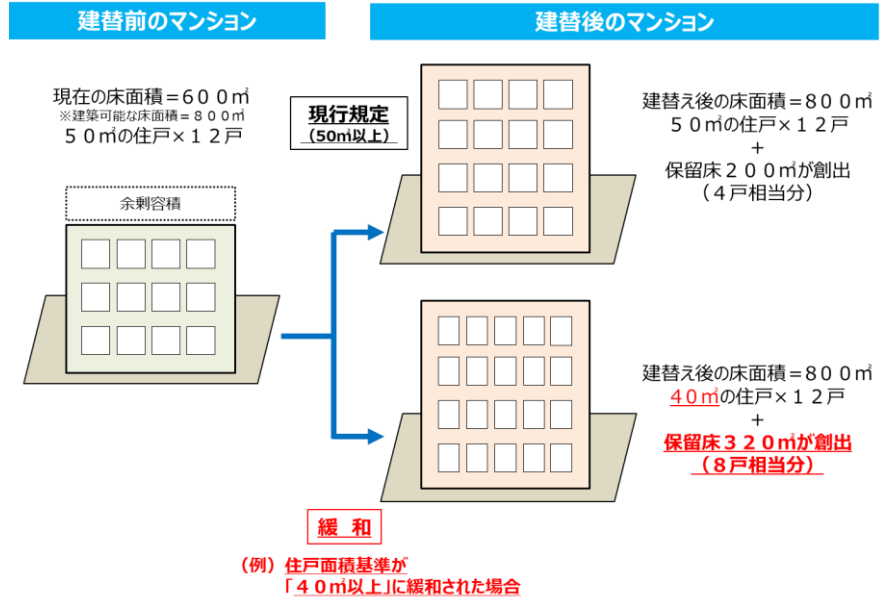 建替前のマンション
現在の床面積＝６００㎡
※建築可能な床面積＝８００㎡
５０㎡の住戸×１２戸
余剰容積
建替後のマンション
現行規定
（50㎡以上）
建替え後の床面積＝８００㎡
５０㎡の住戸×１２戸
＋
保留床２００㎡が創出
（４戸相当分）
建替え後の床面積＝８００㎡
４０㎡の住戸×１２戸
＋
保留床３２０㎡が創出
（８戸相当分）
緩 和
（例）住戸面積基準が
「４０㎡以上」に緩和された場合